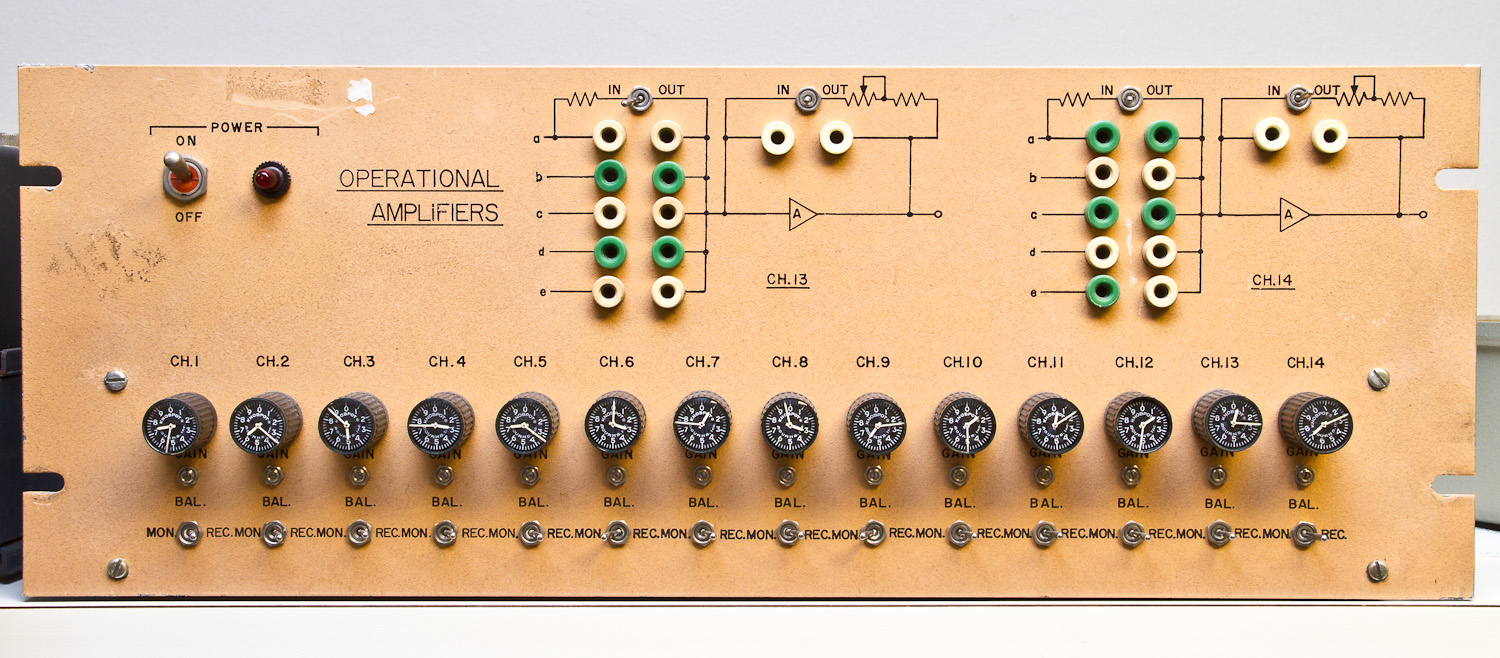 POWER
ON
OFF
OPERATIONAL
AMPLIFIERS
IN OUT
a
b
c
d
e
IN OUT
A
CH.13
IN OUT
a
b
c
d
e
IN OUT
A
CH.14
CH.1 CH.2 CH.3 CH.4 CH.5 CH.6 CH.7 CH.8 CH.9 CH.10 CH.11 CH.12 CH.13 CH.14
GAIN GAIN GAIN GAIN GAIN GAIN GAIN GAIN GAIN GAIN GAIN GAIN GAIN GAIN
BAL. BAL. BAL. BAL. BAL. BAL. BAL. BAL. BAL. BAL. BAL. BAL. BAL. BAL.
MON. REC. MON. REC. MON. REC. MON. REC. MON. REC. MON. REC. MON. REC. MON. REC. MON. REC. MON. REC. MON. REC. MON. REC. MON. REC. MON. REC.